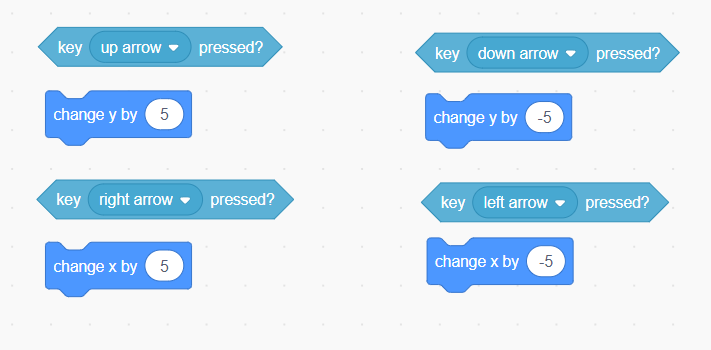 key up arrow pressed?
change y by 5
key right arrow pressed?
change x by 5
key down arrow pressed?
change y by -5
key left arrow pressed?
change x by -5